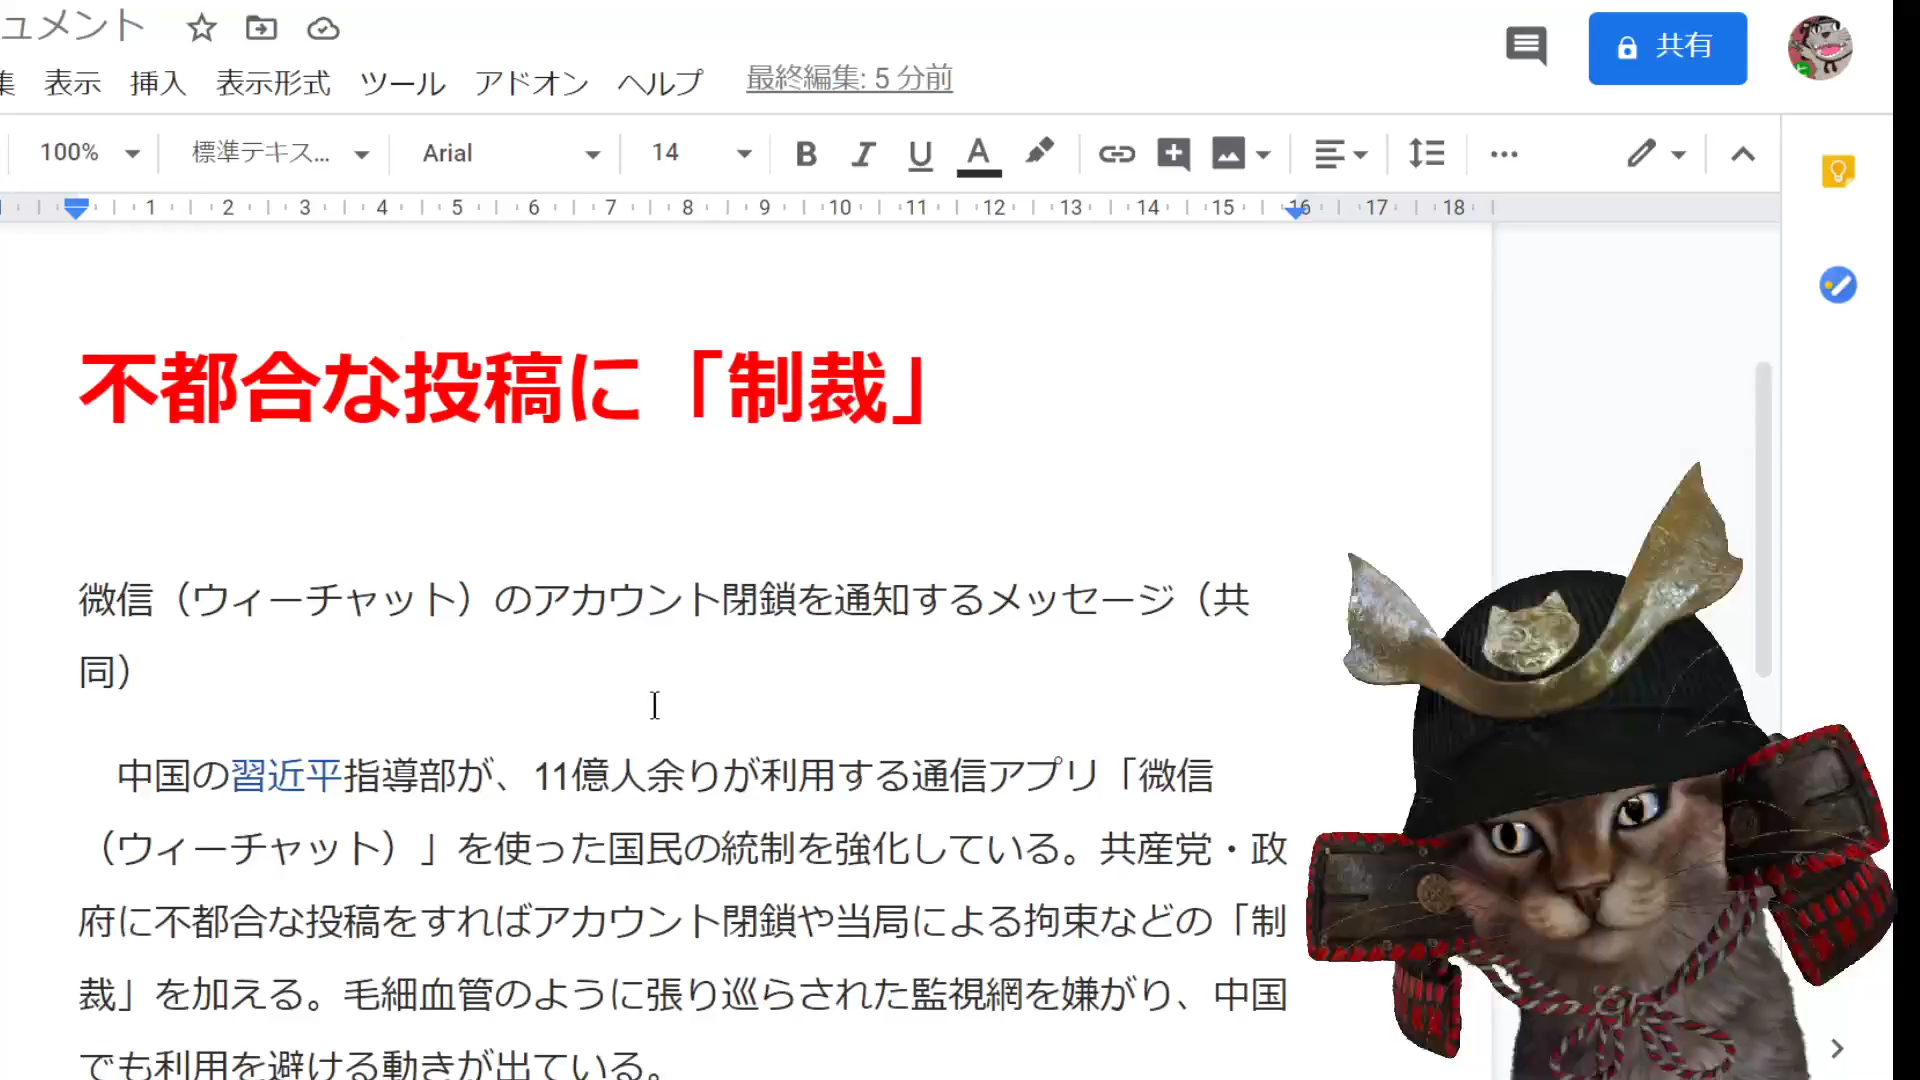 ュメント
集 表示 挿入 表示形式 ツール アドオン ヘルプ 最終編集: 5 分前
共有
100% 標準テキス... Arial 14 B I U A
1 2 3 4 5 6 7 8 9 10 11 12 13 14 15 16 17 18
不都合な投稿に「制裁」
微信（ウィーチャット）のアカウント閉鎖を通知するメッセージ（共
同）
中国の習近平指導部が、11億人余りが利用する通信アプリ「微信
（ウィーチャット）」を使った国民の統制を強化している。共産党・政
府に不都合な投稿をすればアカウント閉鎖や当局による拘束などの「制
裁」を加える。毛細血管のように張り巡らされた監視網を嫌がり、中国
でも利用を避ける動きが出ている。